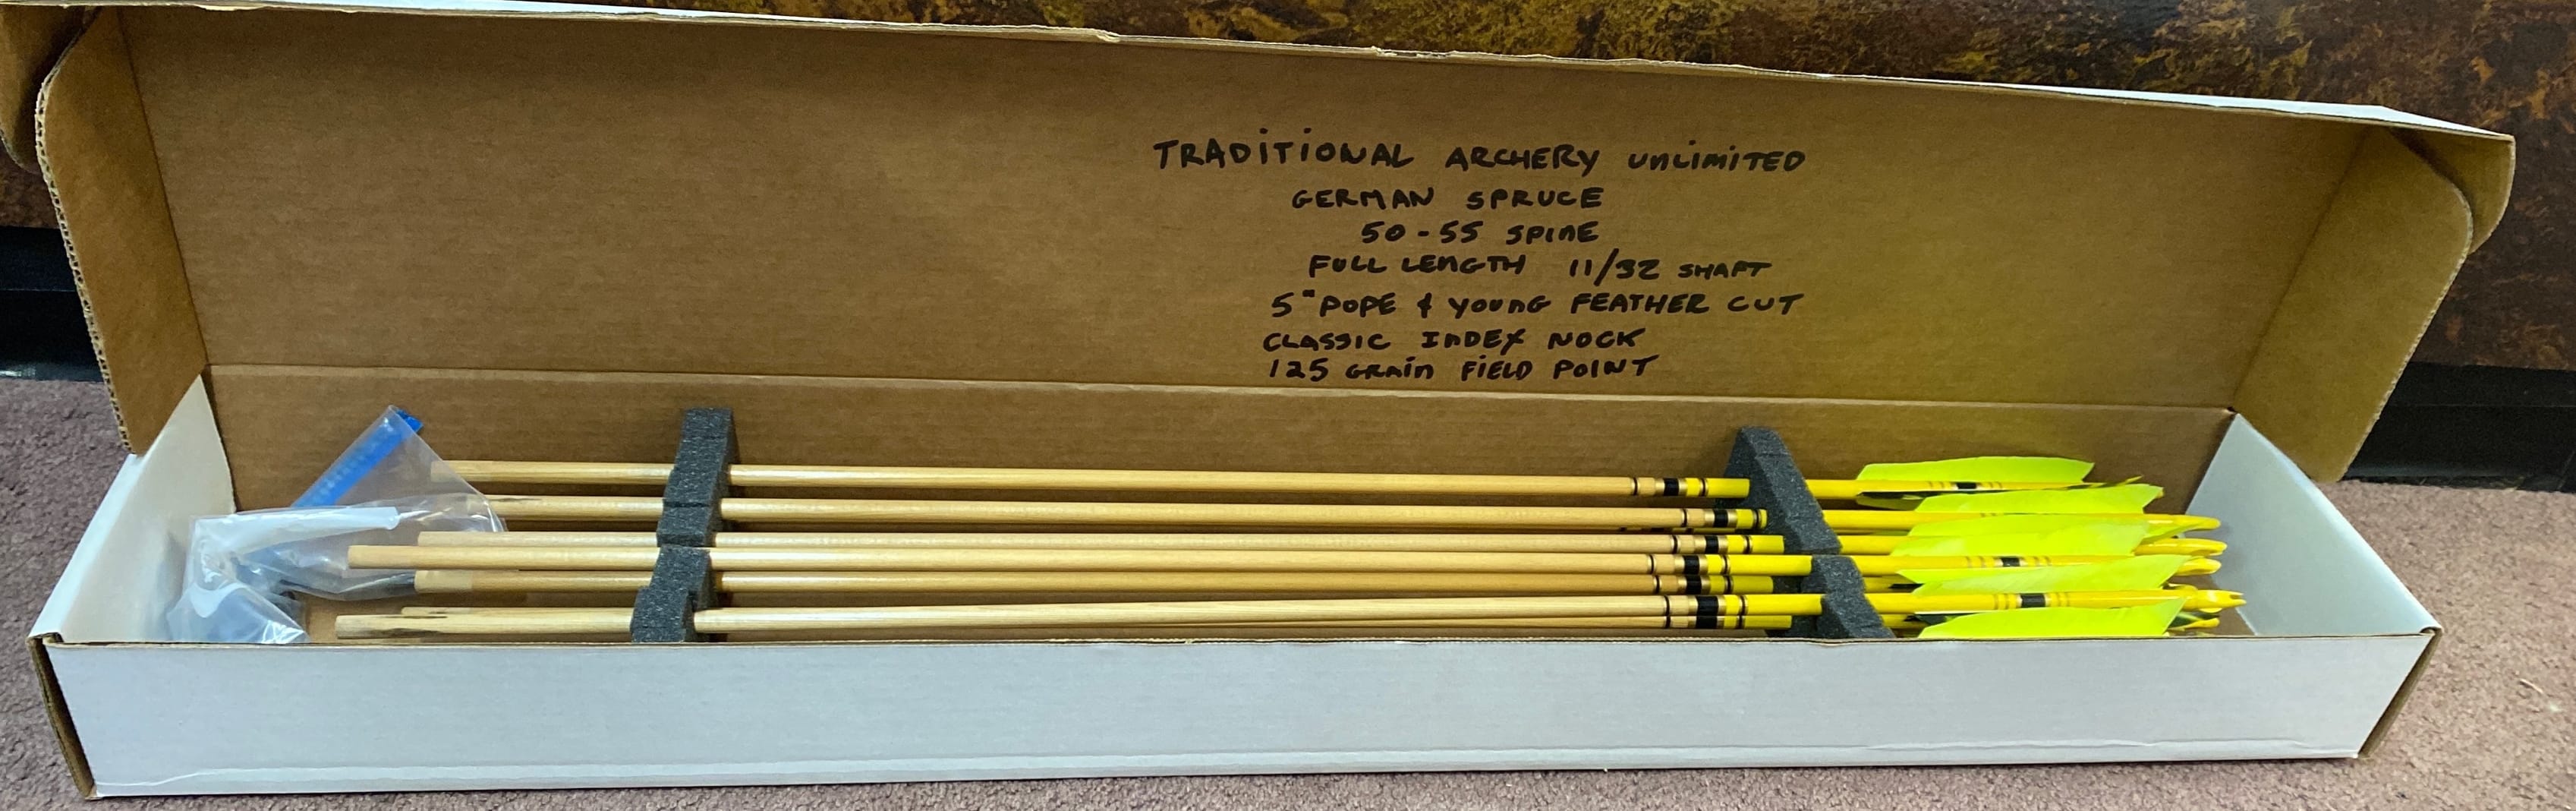 TRADITIONAL ARCHERY UNLIMITED
GERMAN SPRUCE
50-55 SPINE
FULL LENGTH 11/32 SHAFT
5" POPE & YOUNG FEATHER CUT
CLASSIC INDEX NOCK
125 GRAIN FIELD POINT